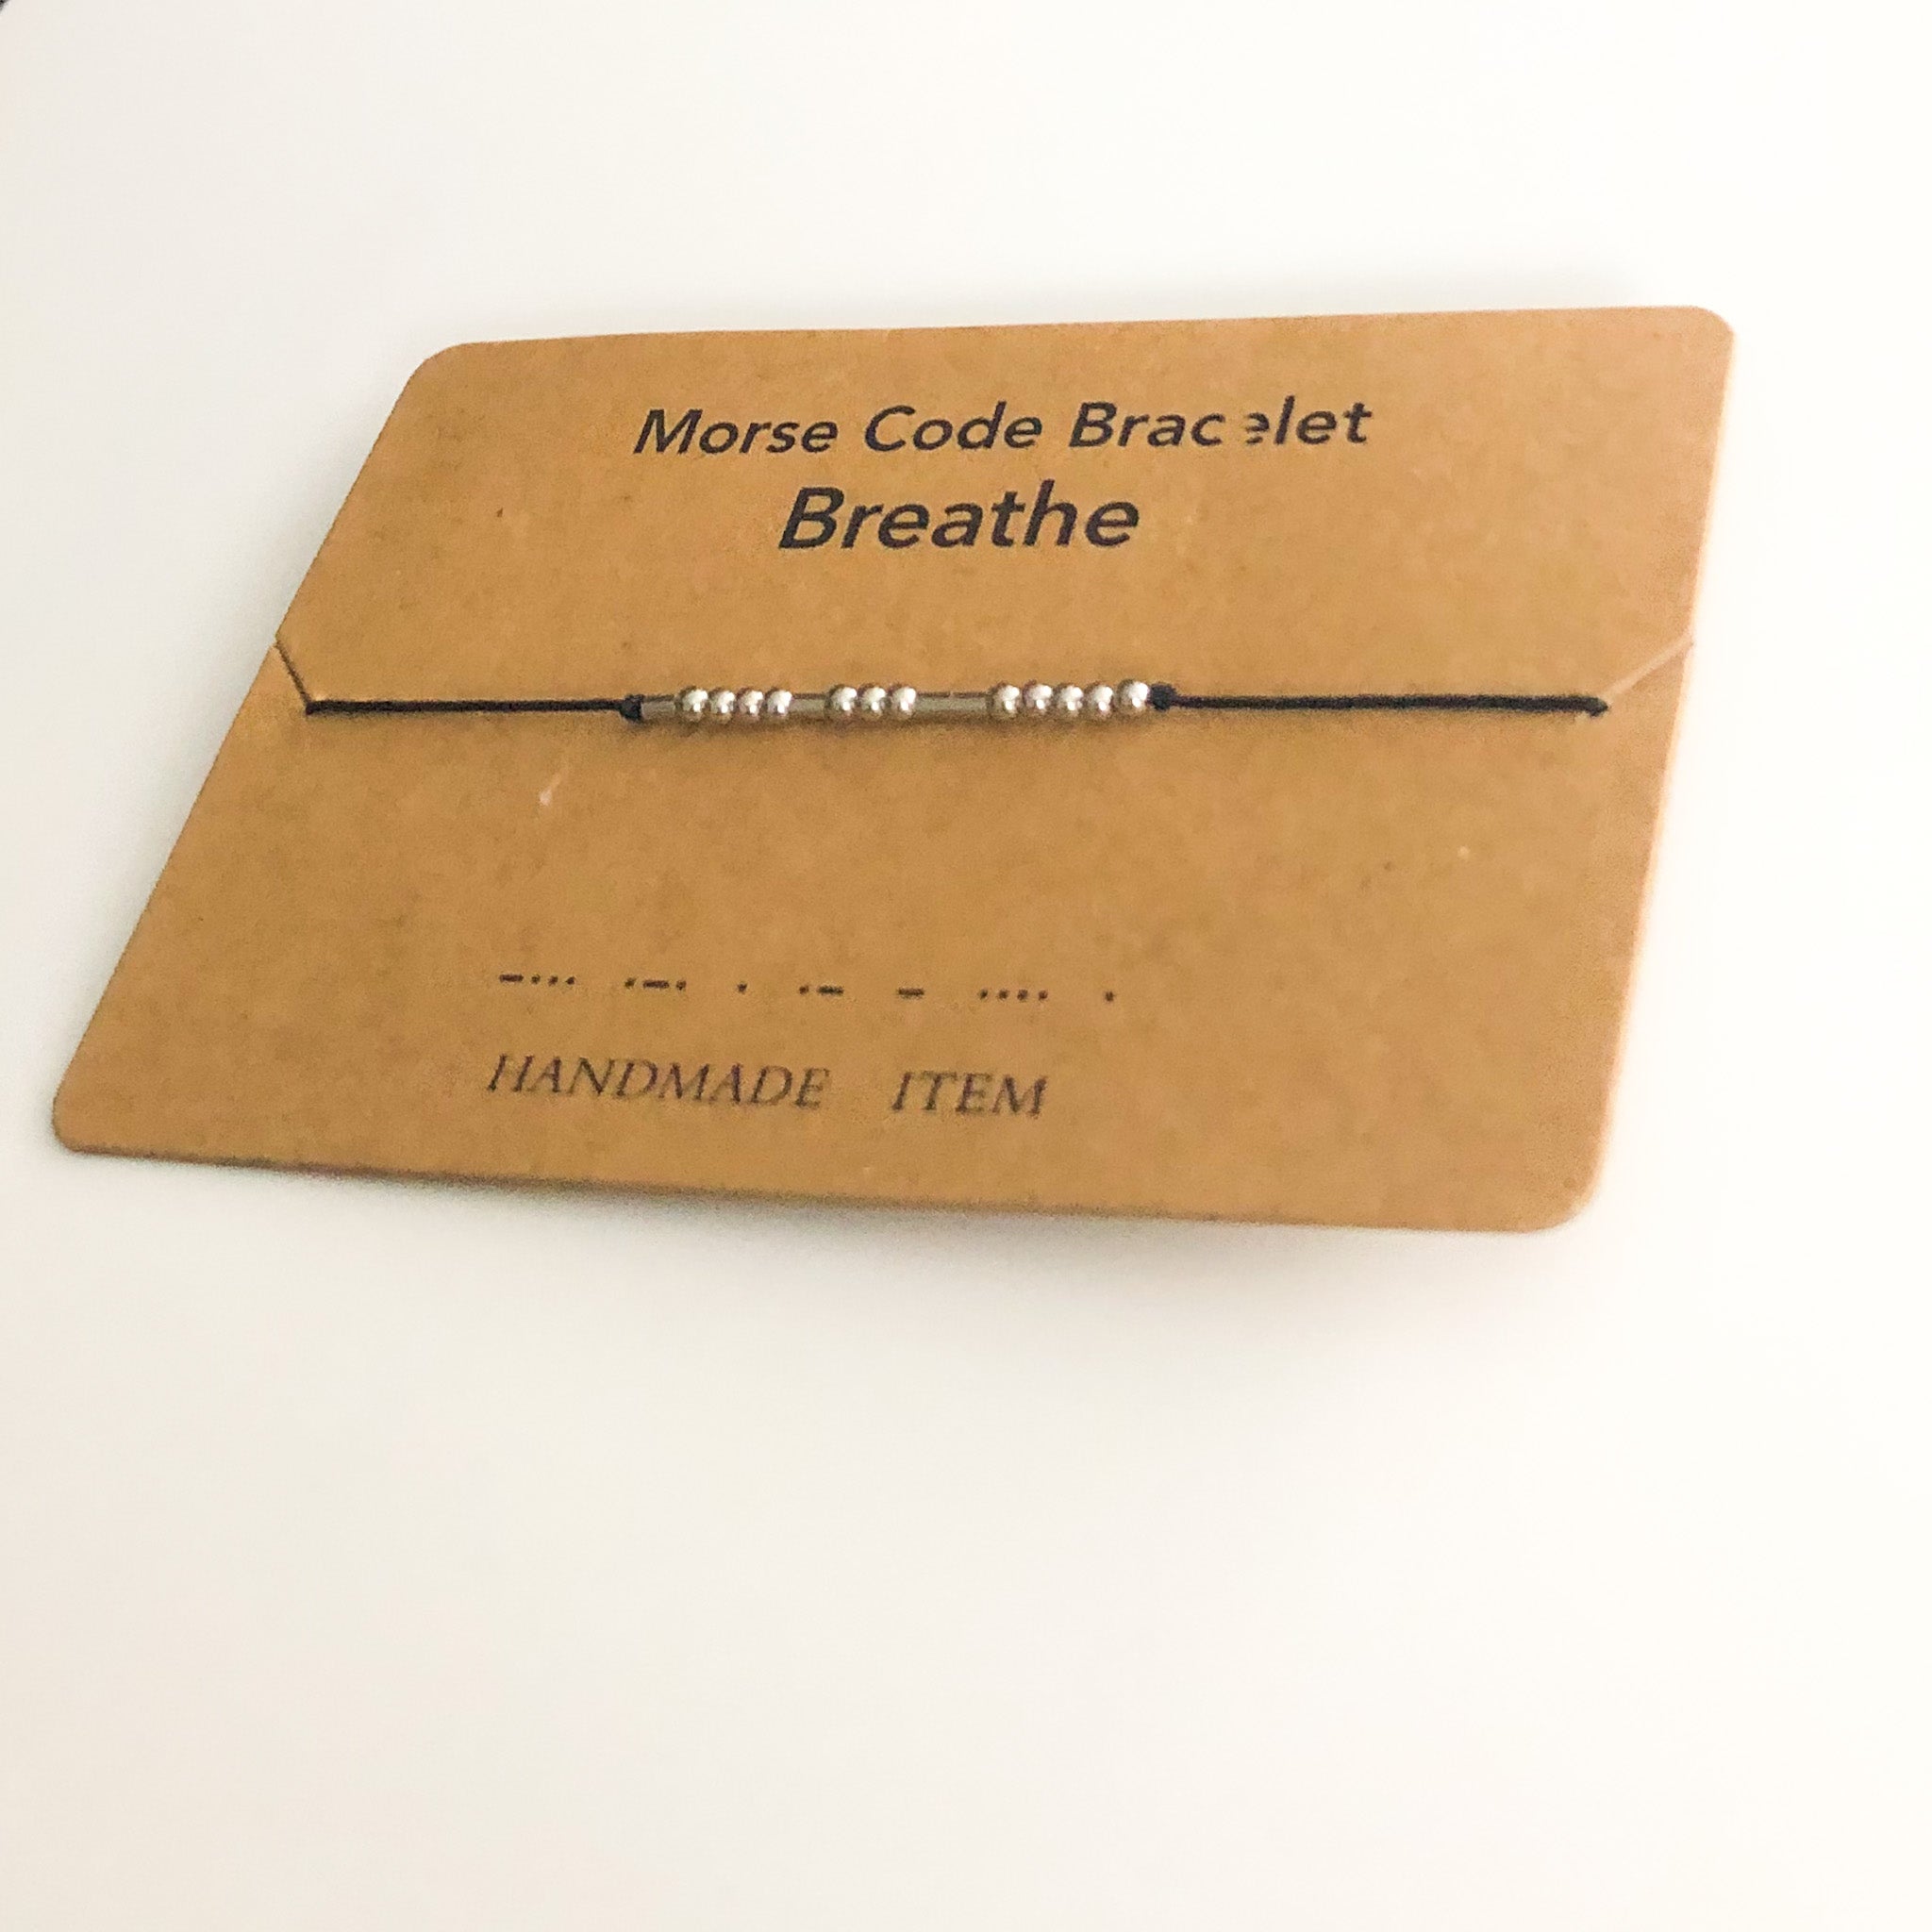 Morse Code Bracelet
Breathe
-... .-. . .- - .... .
HANDMADE ITEM